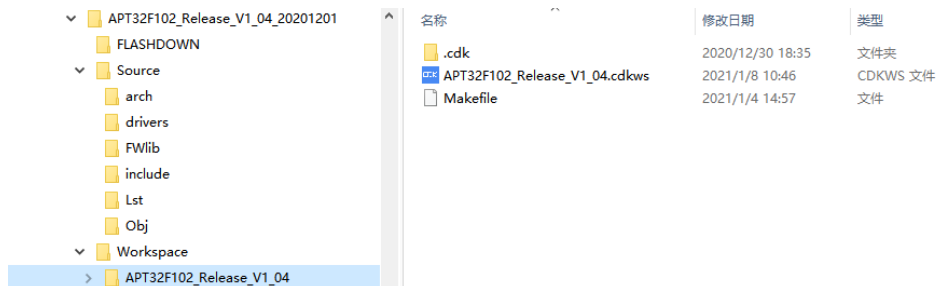 APT32F102_Release_V1_04_20201201
FLASHDOWN
Source
arch
drivers
FWlib
include
Lst
Obj
Workspace
APT32F102_Release_V1_04
名称 修改日期 类型
.cdk 2020/12/30 18:35 文件夹
APT32F102_Release_V1_04.cdkws 2021/1/8 10:46 CDKWS 文件
Makefile 2021/1/4 14:57 文件